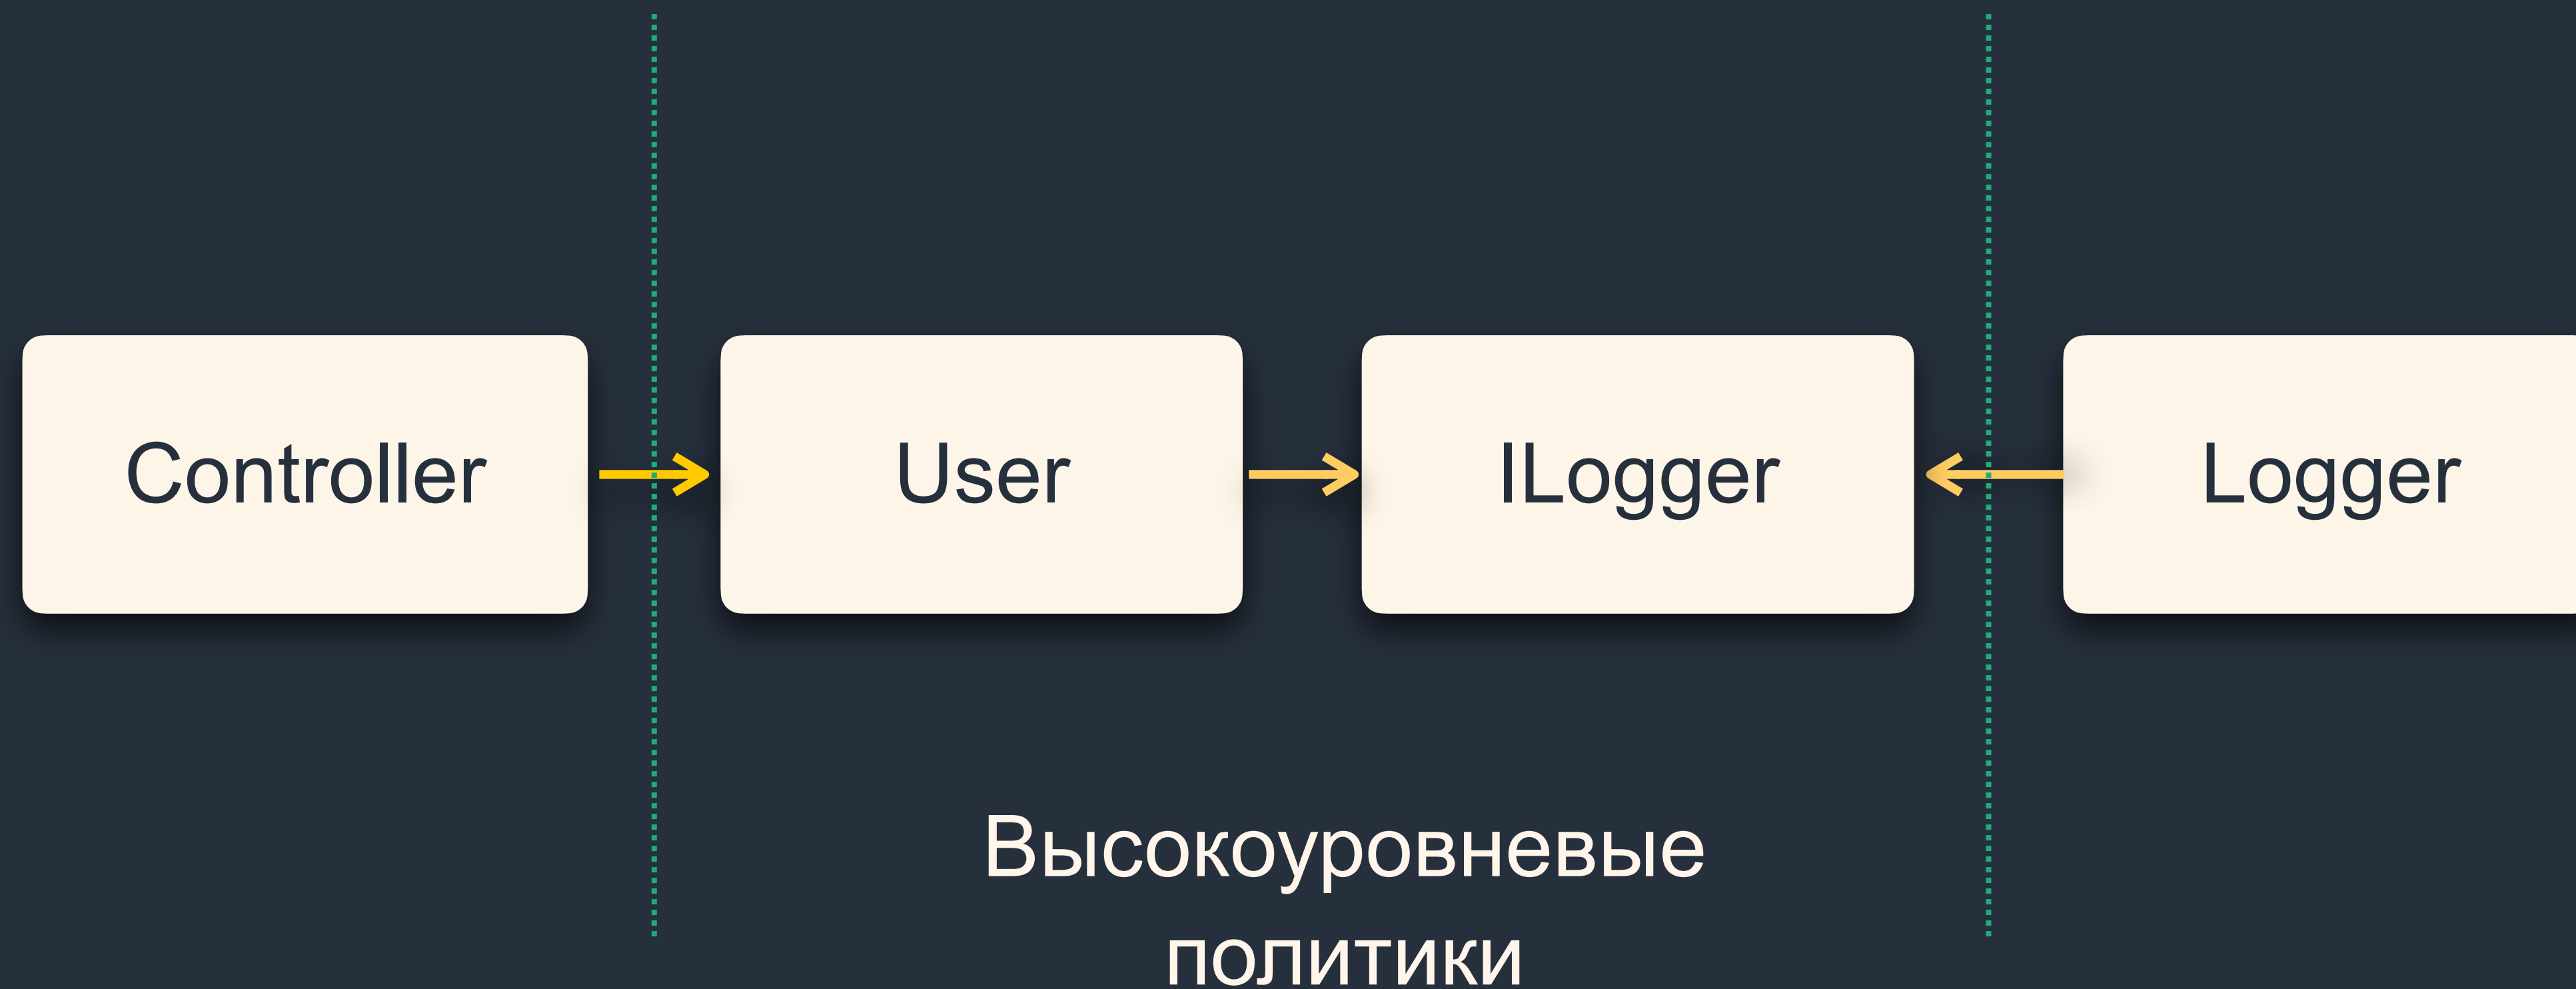 Controller
User
ILogger
Logger
Высокоуровневые
политики